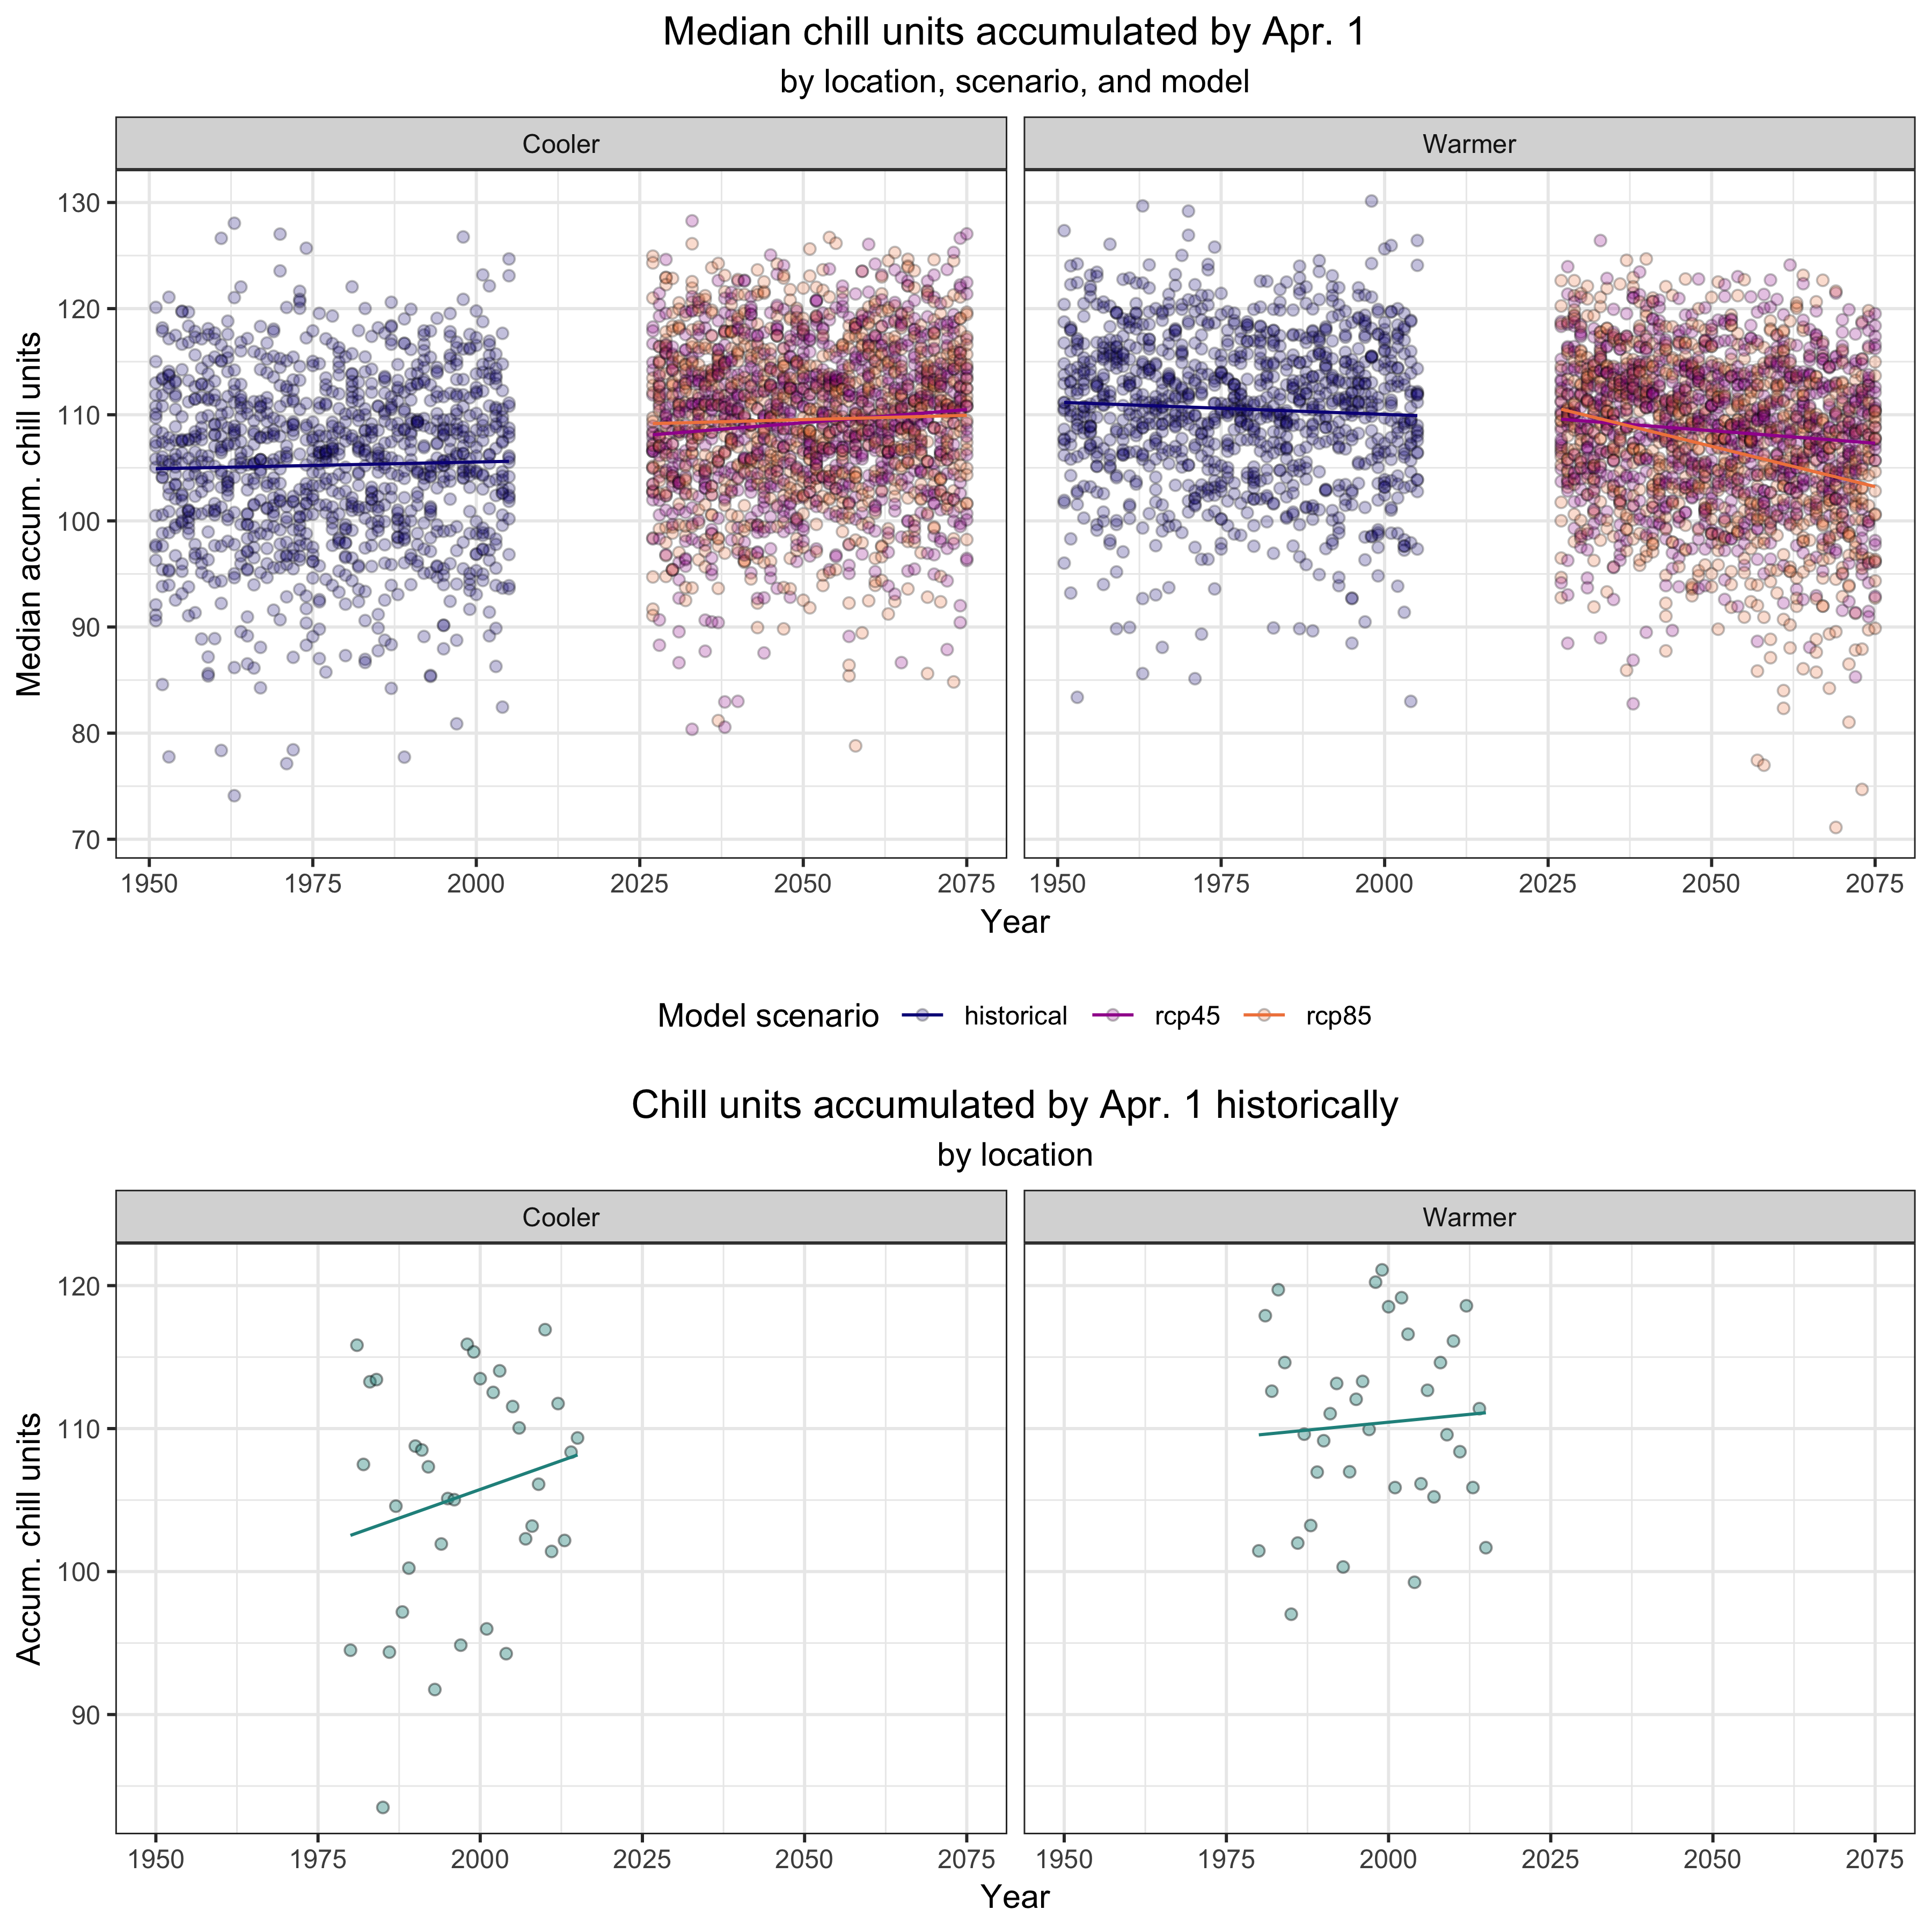 Median chill units accumulated by Apr. 1
by location, scenario, and model
Cooler Warmer
Median accum. chill units
130
120
110
100
90
80
70
1950 1975 2000 2025 2050 2075 1950 1975 2000 2025 2050 2075
Year
Model scenario historical rcp45 rcp85
Chill units accumulated by Apr. 1 historically
by location
Cooler Warmer
Accum. chill units
120
110
100
90
1950 1975 2000 2025 2050 2075 1950 1975 2000 2025 2050 2075
Year